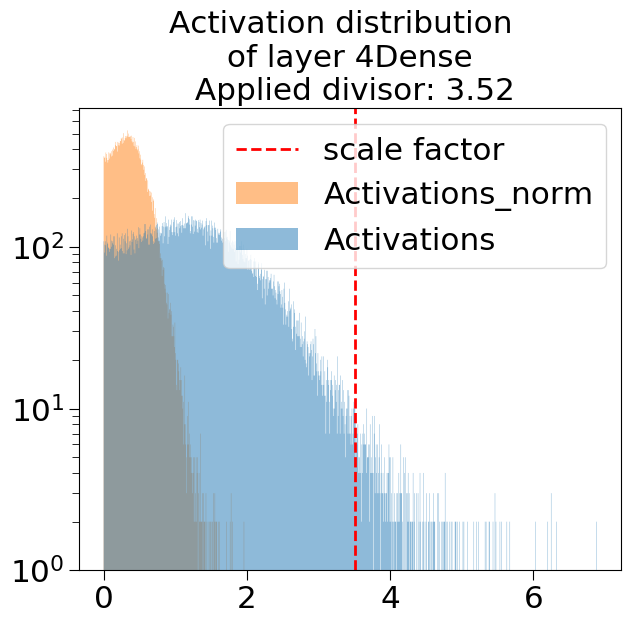 Activation distribution
of layer 4Dense
Applied divisor: 3.52
scale factor
Activations_norm
Activations
10²
10¹
10⁰
0 2 4 6